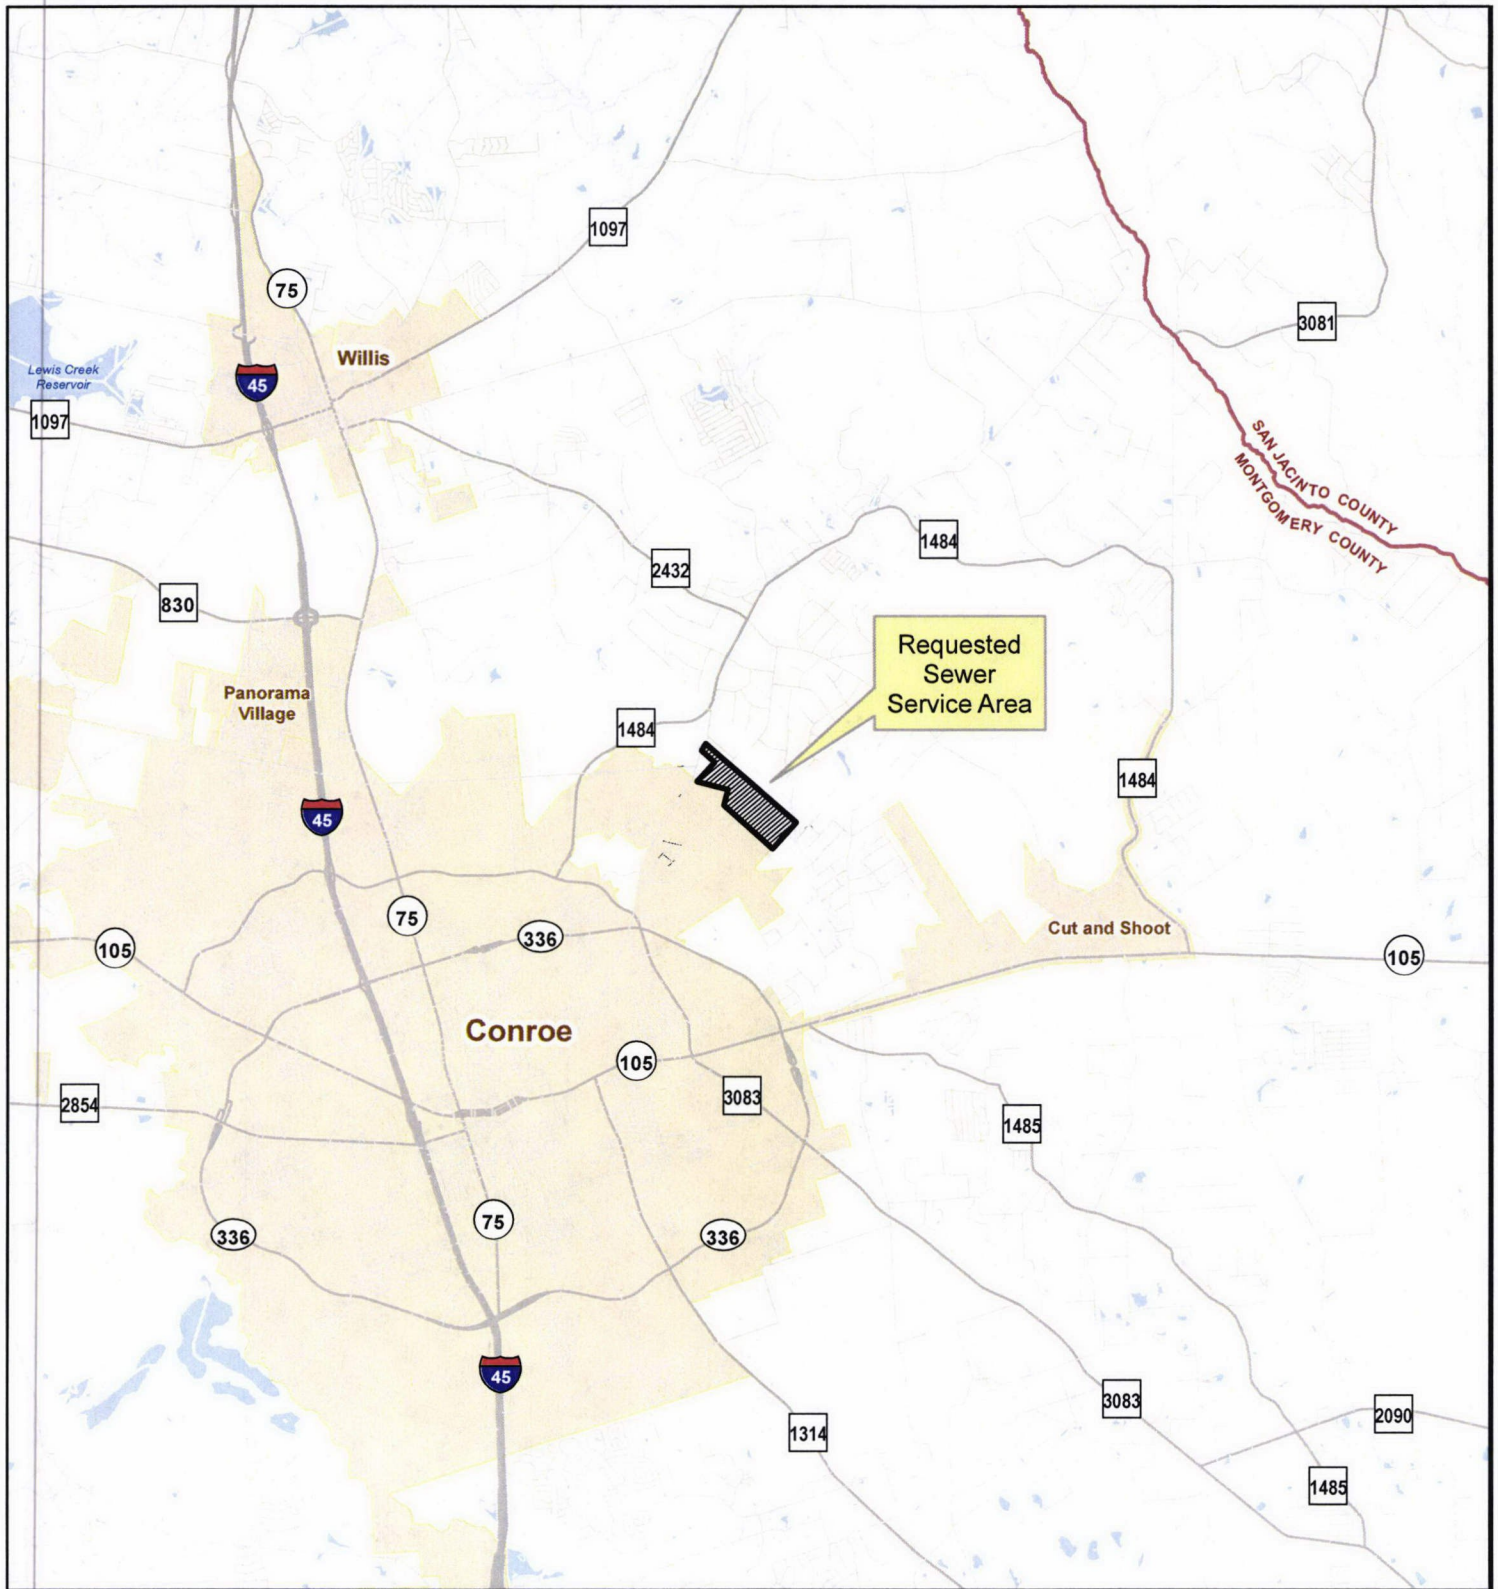 1097
75
3081
Willis
Lewis Creek
Reservoir
45
1097
SAN JACINTO COUNTY
MONTGOMERY COUNTY
1484
2432
830
Requested
Sewer
Service Area
Panorama
Village
1484
1484
45
75
336
Cut and Shoot
105
105
Conroe
105
2854
3083
1485
75
336
336
45
3083
2090
1314
1485